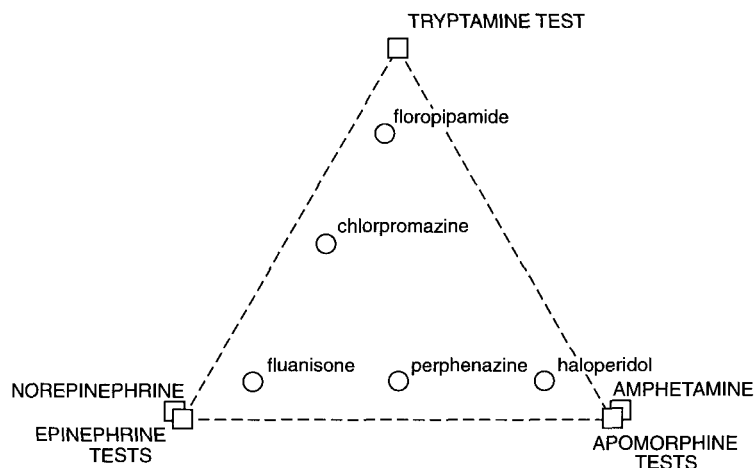 TRYPTAMINE TEST
floropipamide
chlorpromazine
fluanisone
perphenazine
haloperidol
NOREPINEPHRINE
EPINEPHRINE
TESTS
AMPHETAMINE
APOMORPHINE
TESTS